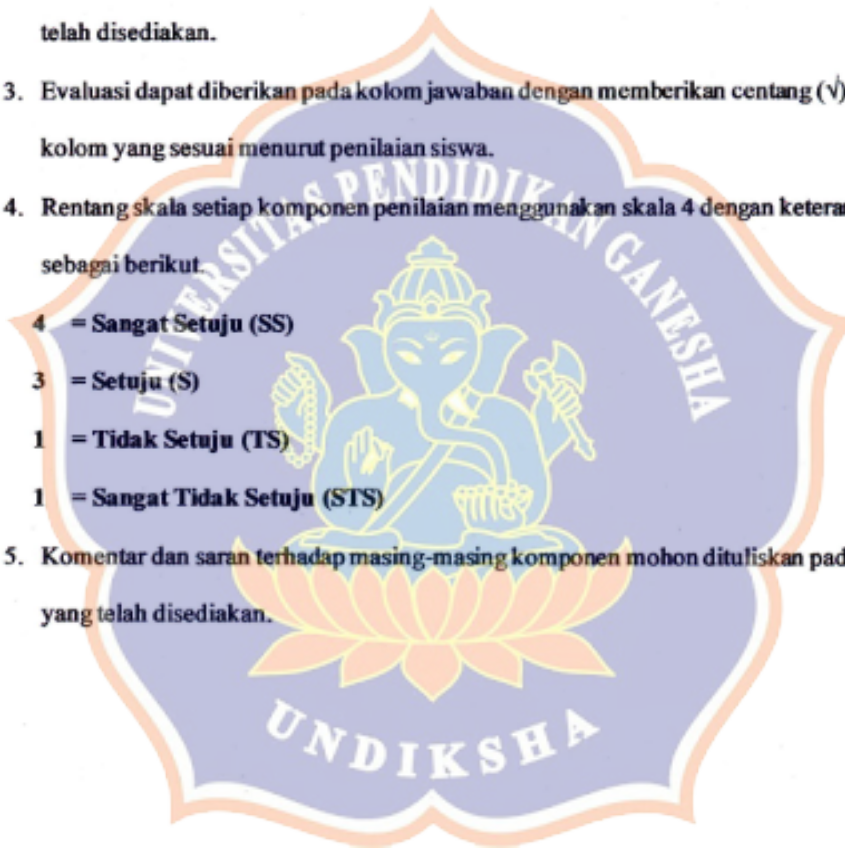 telah disediakan.
3. Evaluasi dapat diberikan pada kolom jawaban dengan memberikan centang (√)
kolom yang sesuai menurut penilaian siswa.
4. Rentang skala setiap komponen penilaian menggunakan skala 4 dengan ketera
sebagai berikut.
4 = Sangat Setuju (SS)
3 = Setuju (S)
1 = Tidak Setuju (TS)
1 = Sangat Tidak Setuju (STS)
5. Komentar dan saran terhadap masing-masing komponen mohon dituliskan pad
yang telah disediakan.
UNIVERSITAS PENDIDIKAN GANESHA
UNDIKSHA